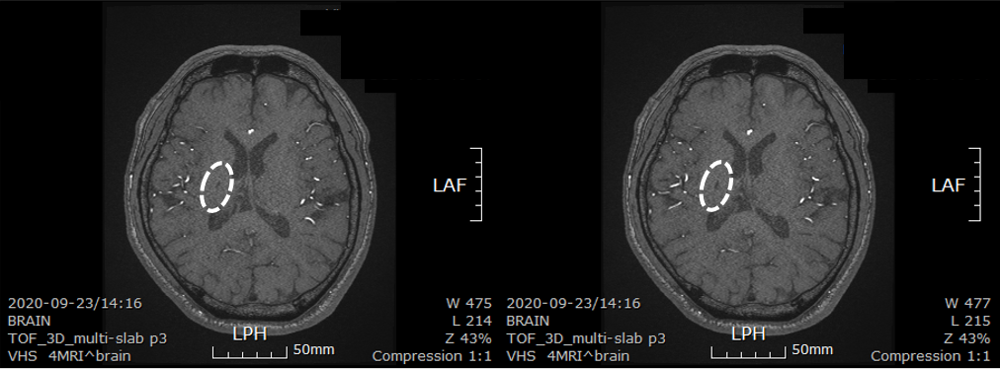 LAF
2020-09-23/14:16
BRAIN
TOF_3D_multi-slab p3
VHS 4MRI^brain
LPH
50mm
W 475
L 214
Z 43%
Compression 1:1
LAF
2020-09-23/14:16
BRAIN
TOF_3D_multi-slab p3
VHS 4MRI^brain
LPH
50mm
W 477
L 215
Z 43%
Compression 1:1